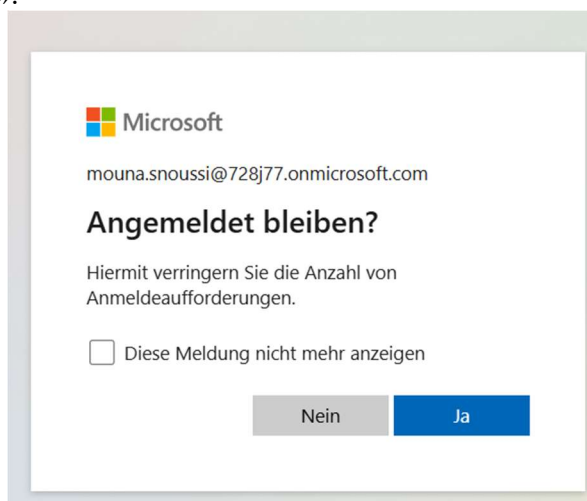 Microsoft
mouna.snoussi@728j77.onmicrosoft.com
Angemeldet bleiben?
Hiermit verringern Sie die Anzahl von
Anmeldeaufforderungen.
Diese Meldung nicht mehr anzeigen
Nein Ja